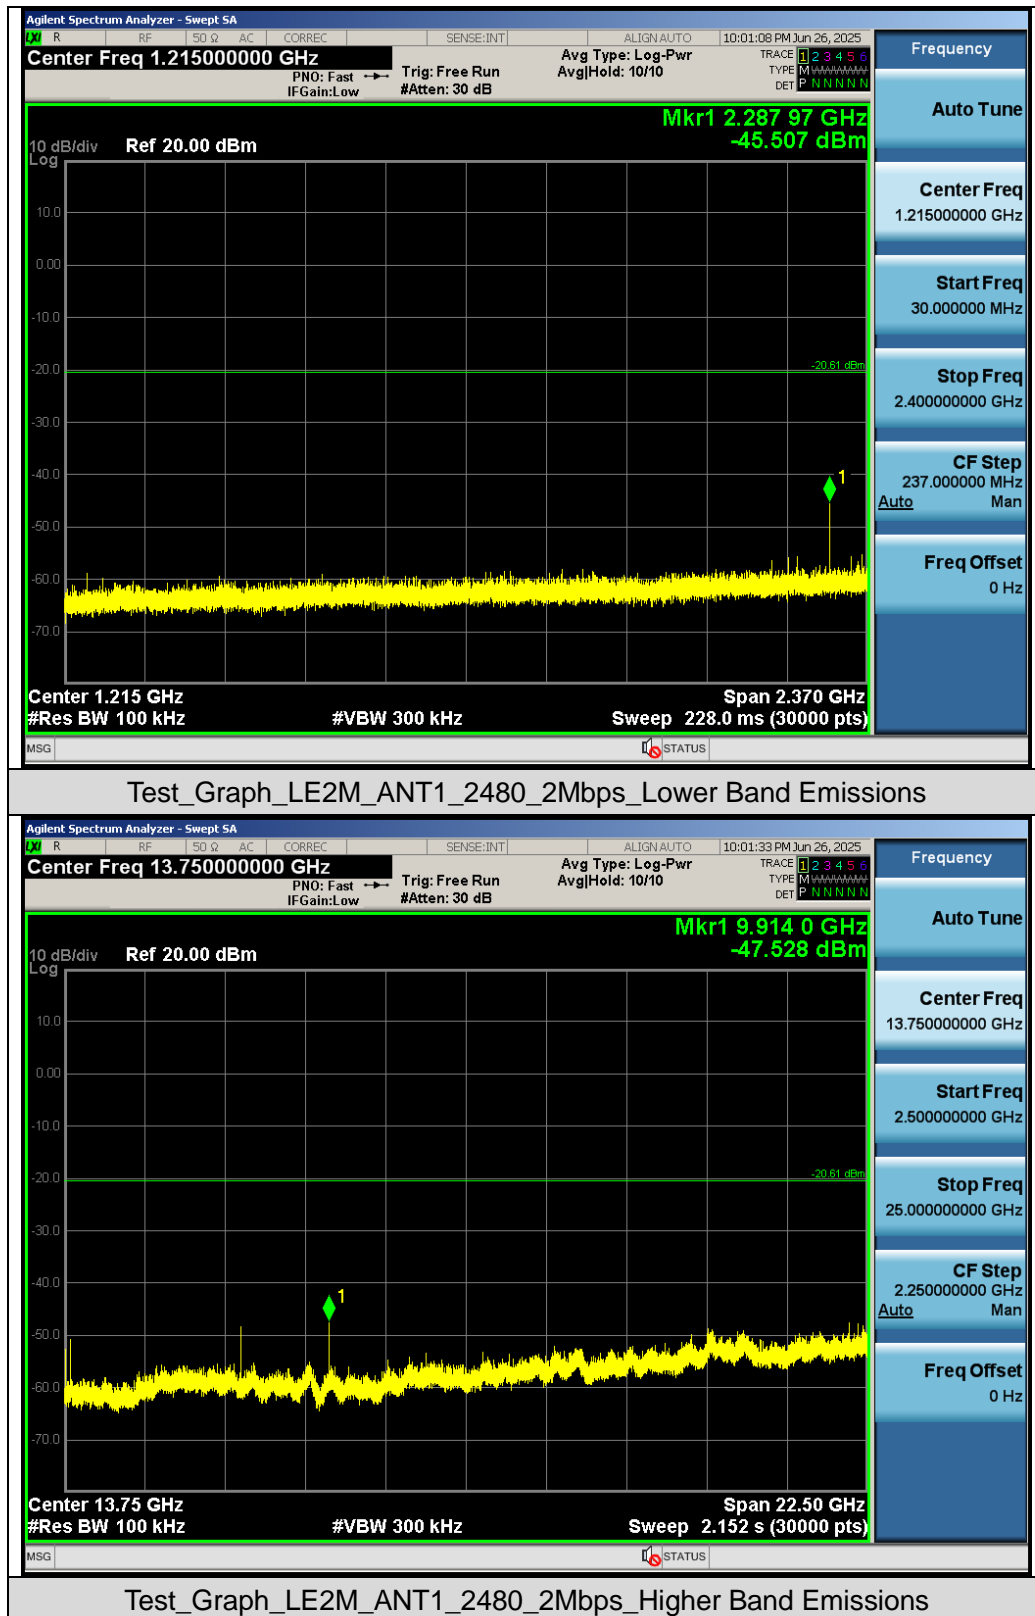 Agilent Spectrum Analyzer - Swept SA
LXI R RF 50 Ω AC CORREC SENSE:INT ALIGN AUTO 10:01:08 PM Jun 26, 2025
Center Freq 1.215000000 GHz
PNO: Fast
IFGain:Low
Trig: Free Run
#Atten: 30 dB
Avg Type: Log-Pwr
Avg|Hold: 10/10
TRACE 1 2 3 4 5 6
TYPE M
DET P N N N N N
Mkr1 2.287 97 GHz
-45.507 dBm
10 dB/div Ref 20.00 dBm
Log
10.0
0.00
-10.0
-20.0
-20.61 dBm
-30.0
-40.0
1
-50.0
-60.0
-70.0
Center 1.215 GHz Span 2.370 GHz
#Res BW 100 kHz #VBW 300 kHz Sweep 228.0 ms (30000 pts)
MSG STATUS
Frequency
Auto Tune
Center Freq
1.215000000 GHz
Start Freq
30.000000 MHz
Stop Freq
2.400000000 GHz
CF Step
237.000000 MHz
Auto Man
Freq Offset
0 Hz
Test_Graph_LE2M_ANT1_2480_2Mbps_Lower Band Emissions
Agilent Spectrum Analyzer - Swept SA
LXI R RF 50 Ω AC CORREC SENSE:INT ALIGN AUTO 10:01:33 PM Jun 26, 2025
Center Freq 13.750000000 GHz
PNO: Fast
IFGain:Low
Trig: Free Run
#Atten: 30 dB
Avg Type: Log-Pwr
Avg|Hold: 10/10
TRACE 1 2 3 4 5 6
TYPE M
DET P N N N N N
Mkr1 9.914 0 GHz
-47.528 dBm
10 dB/div Ref 20.00 dBm
Log
10.0
0.00
-10.0
-20.0
-20.61 dBm
-30.0
-40.0
1
-50.0
-60.0
-70.0
Center 13.75 GHz Span 22.50 GHz
#Res BW 100 kHz #VBW 300 kHz Sweep 2.152 s (30000 pts)
MSG STATUS
Frequency
Auto Tune
Center Freq
13.750000000 GHz
Start Freq
2.500000000 GHz
Stop Freq
25.000000000 GHz
CF Step
2.250000000 GHz
Auto Man
Freq Offset
0 Hz
Test_Graph_LE2M_ANT1_2480_2Mbps_Higher Band Emissions